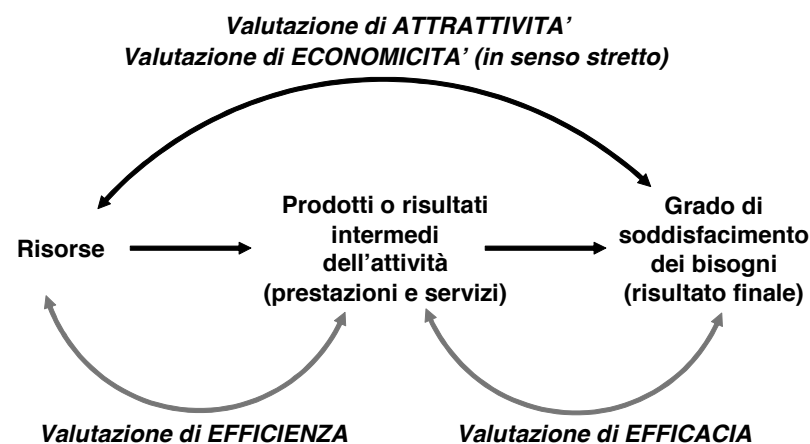 Valutazione di ATTRATTIVITA’
Valutazione di ECONOMICITA’ (in senso stretto)
Risorse
Prodotti o risultati
intermedi
dell’attività
(prestazioni e servizi)
Grado di
soddisfacimento
dei bisogni
(risultato finale)
Valutazione di EFFICIENZA
Valutazione di EFFICACIA